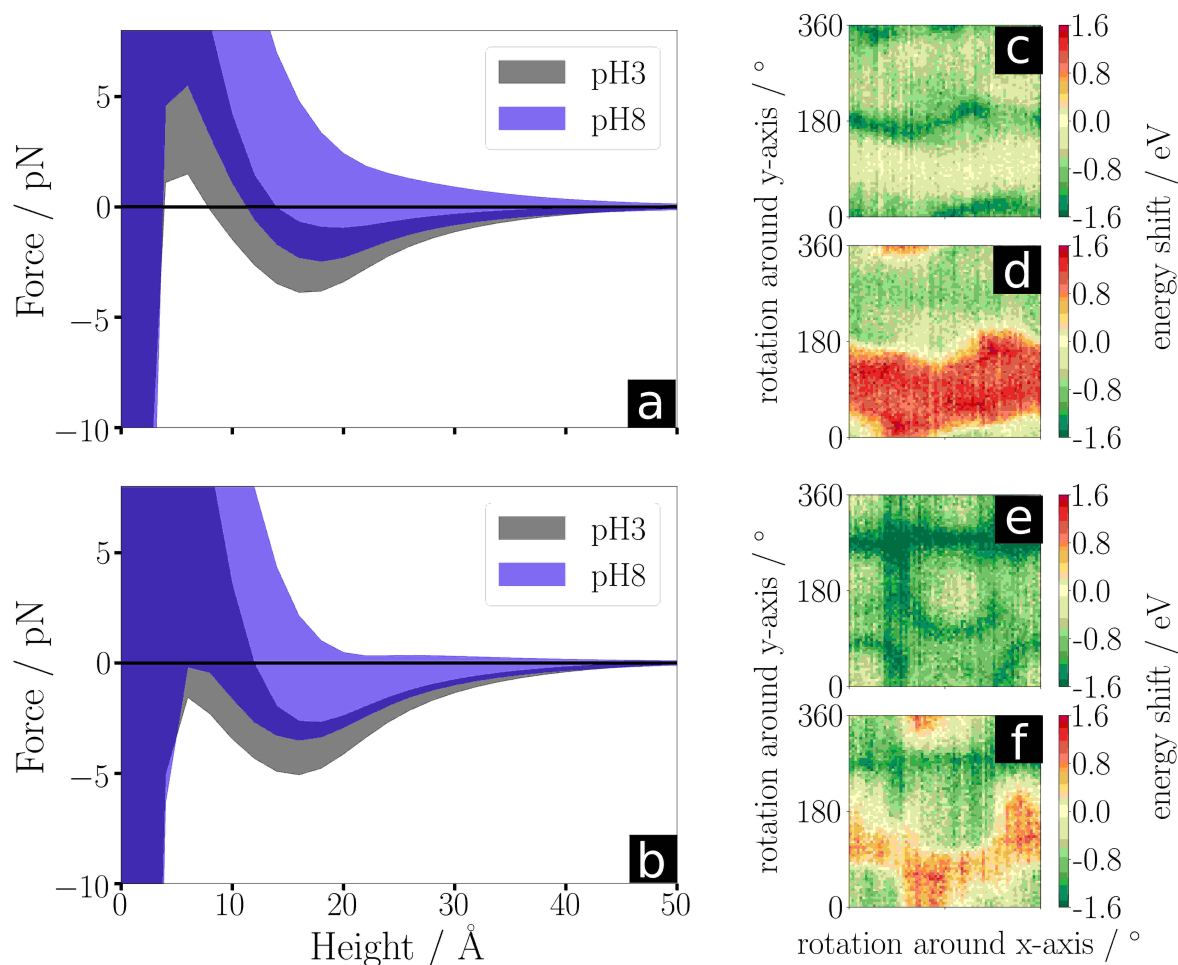 pH3
pH8
5
0
−5
−10
Force / pN
a
pH3
pH8
5
0
−5
−10
Force / pN
b
0
10
20
30
40
50
Height / Å
360
180
0
c
1.6
0.8
0.0
-0.8
-1.6
360
180
0
d
1.6
0.8
0.0
-0.8
-1.6
rotation around y-axis / °
energy shift / eV
360
180
0
e
1.6
0.8
0.0
-0.8
-1.6
360
180
0
f
1.6
0.8
0.0
-0.8
-1.6
rotation around y-axis / °
energy shift / eV
rotation around x-axis / °